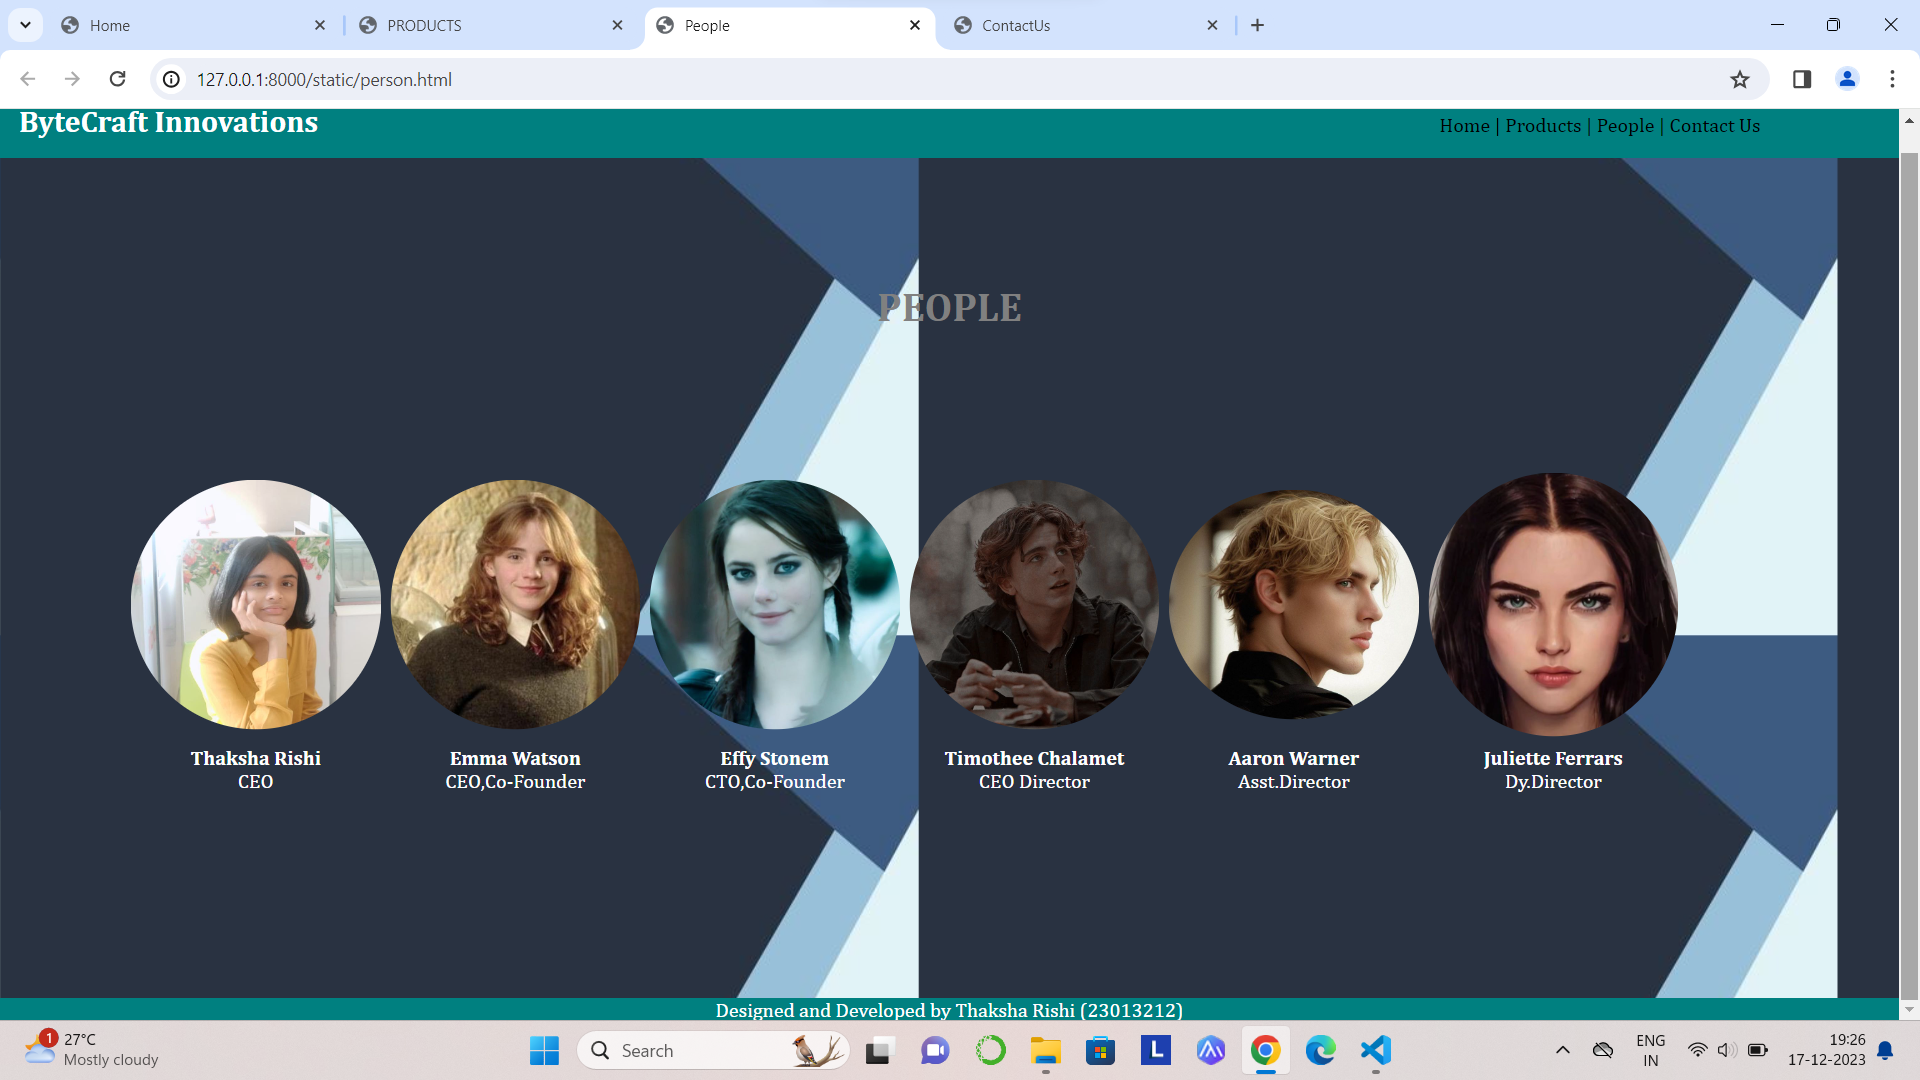 Home
PRODUCTS
People
ContactUs
127.0.0.1:8000/static/person.html
ByteCraft Innovations
Home | Products | People | Contact Us
PEOPLE
Thaksha Rishi
CEO
Emma Watson
CEO,Co-Founder
Effy Stonem
CTO,Co-Founder
Timothee Chalamet
CEO Director
Aaron Warner
Asst.Director
Juliette Ferrars
Dy.Director
Designed and Developed by Thaksha Rishi (23013212)
1
27°C
Mostly cloudy
Search
L
ENG
IN
19:26
17-12-2023